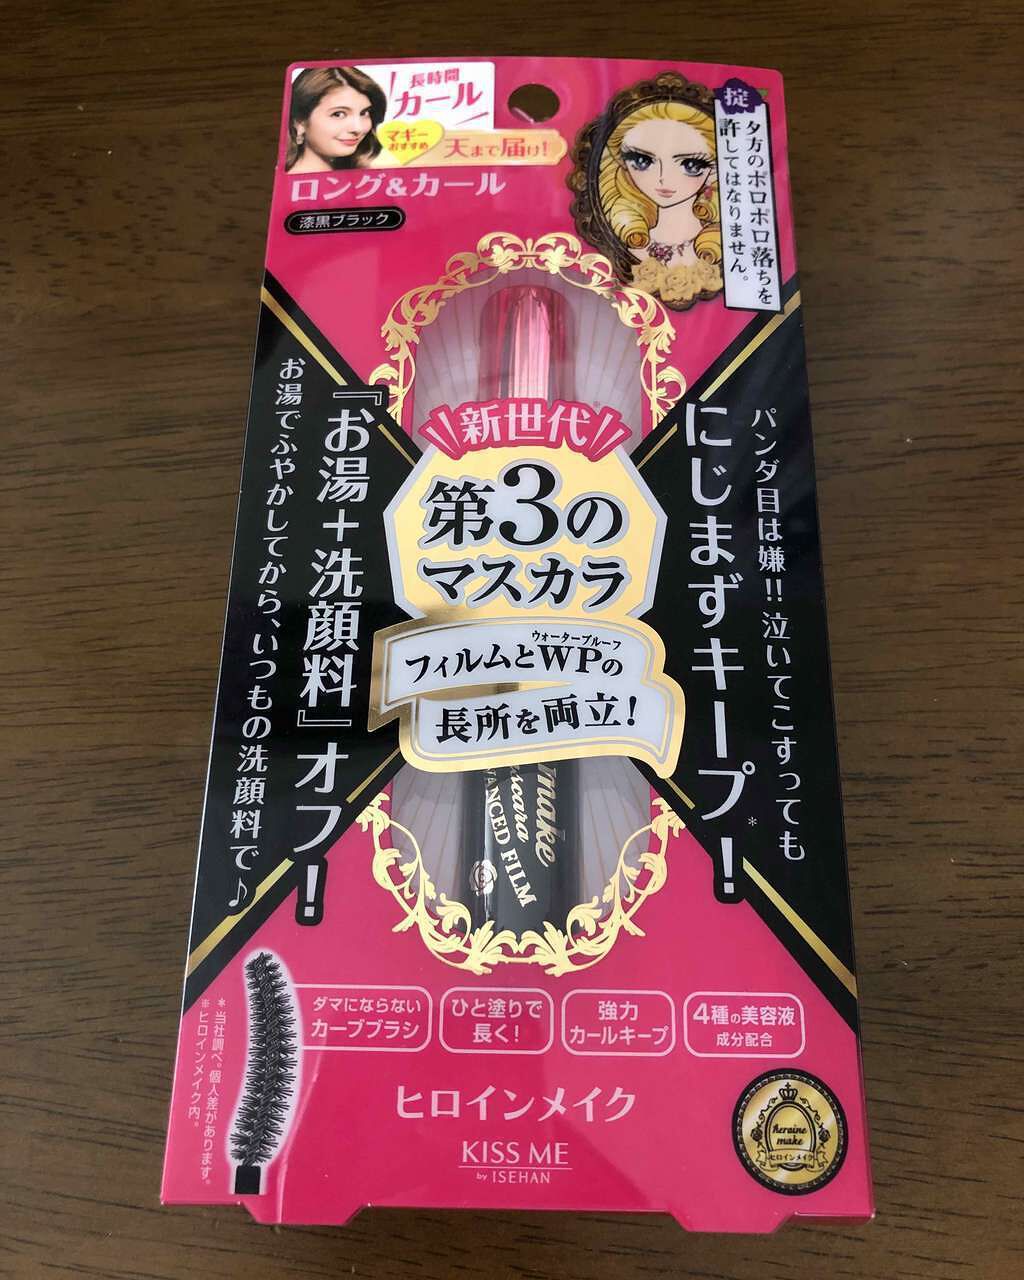 長時間
カール
マギー
おすすめ
天まで届け!
ロング&カール
漆黒ブラック
掟
夕方のポロポロ落ちを
許してはなりません。
\\新世代//※
第3の
マスカラ
ウォータープルーフ
フィルムとWPの
長所を両立!
パンダ目は嫌!!泣いてこすっても
にじまずキープ*!
『お湯+洗顔料』オフ!
お湯でふやかしてから、いつもの洗顔料で♪
make
ANCED FILM
ダマにならない
カーブブラシ
ひと塗りで
長く!
強力
カールキープ
4種の美容液
成分配合
*当社調べ。個人差があります。
※ヒロインメイク内。
ヒロインメイク
KISS ME
by ISEHAN
Heroine
make
ヒロインメイク